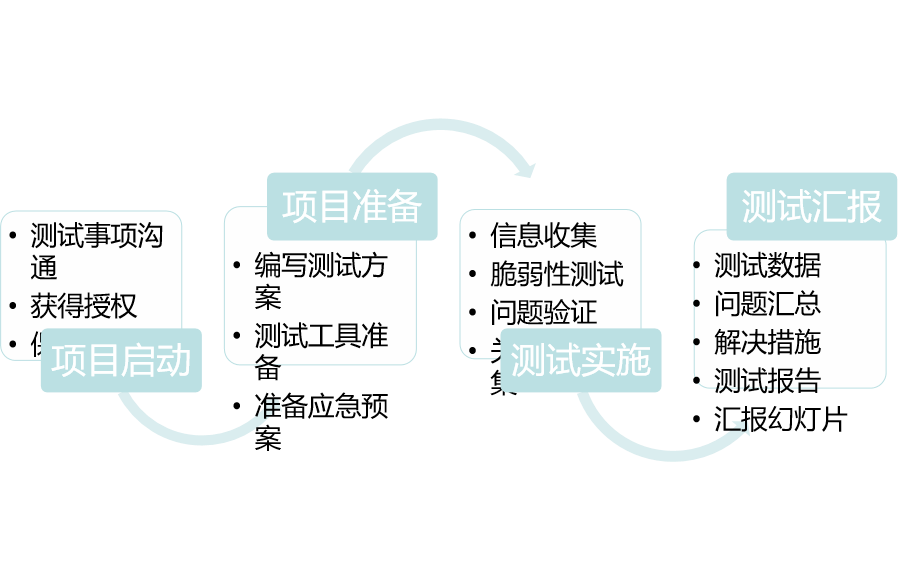 • 测试事项沟
通
• 获得授权
•
项目启动
项目准备
• 编写测试方
案
• 测试工具准
备
• 准备应急预
案
• 信息收集
• 脆弱性测试
• 问题验证
•
集
测试实施
测试汇报
• 测试数据
• 问题汇总
• 解决措施
• 测试报告
• 汇报幻灯片